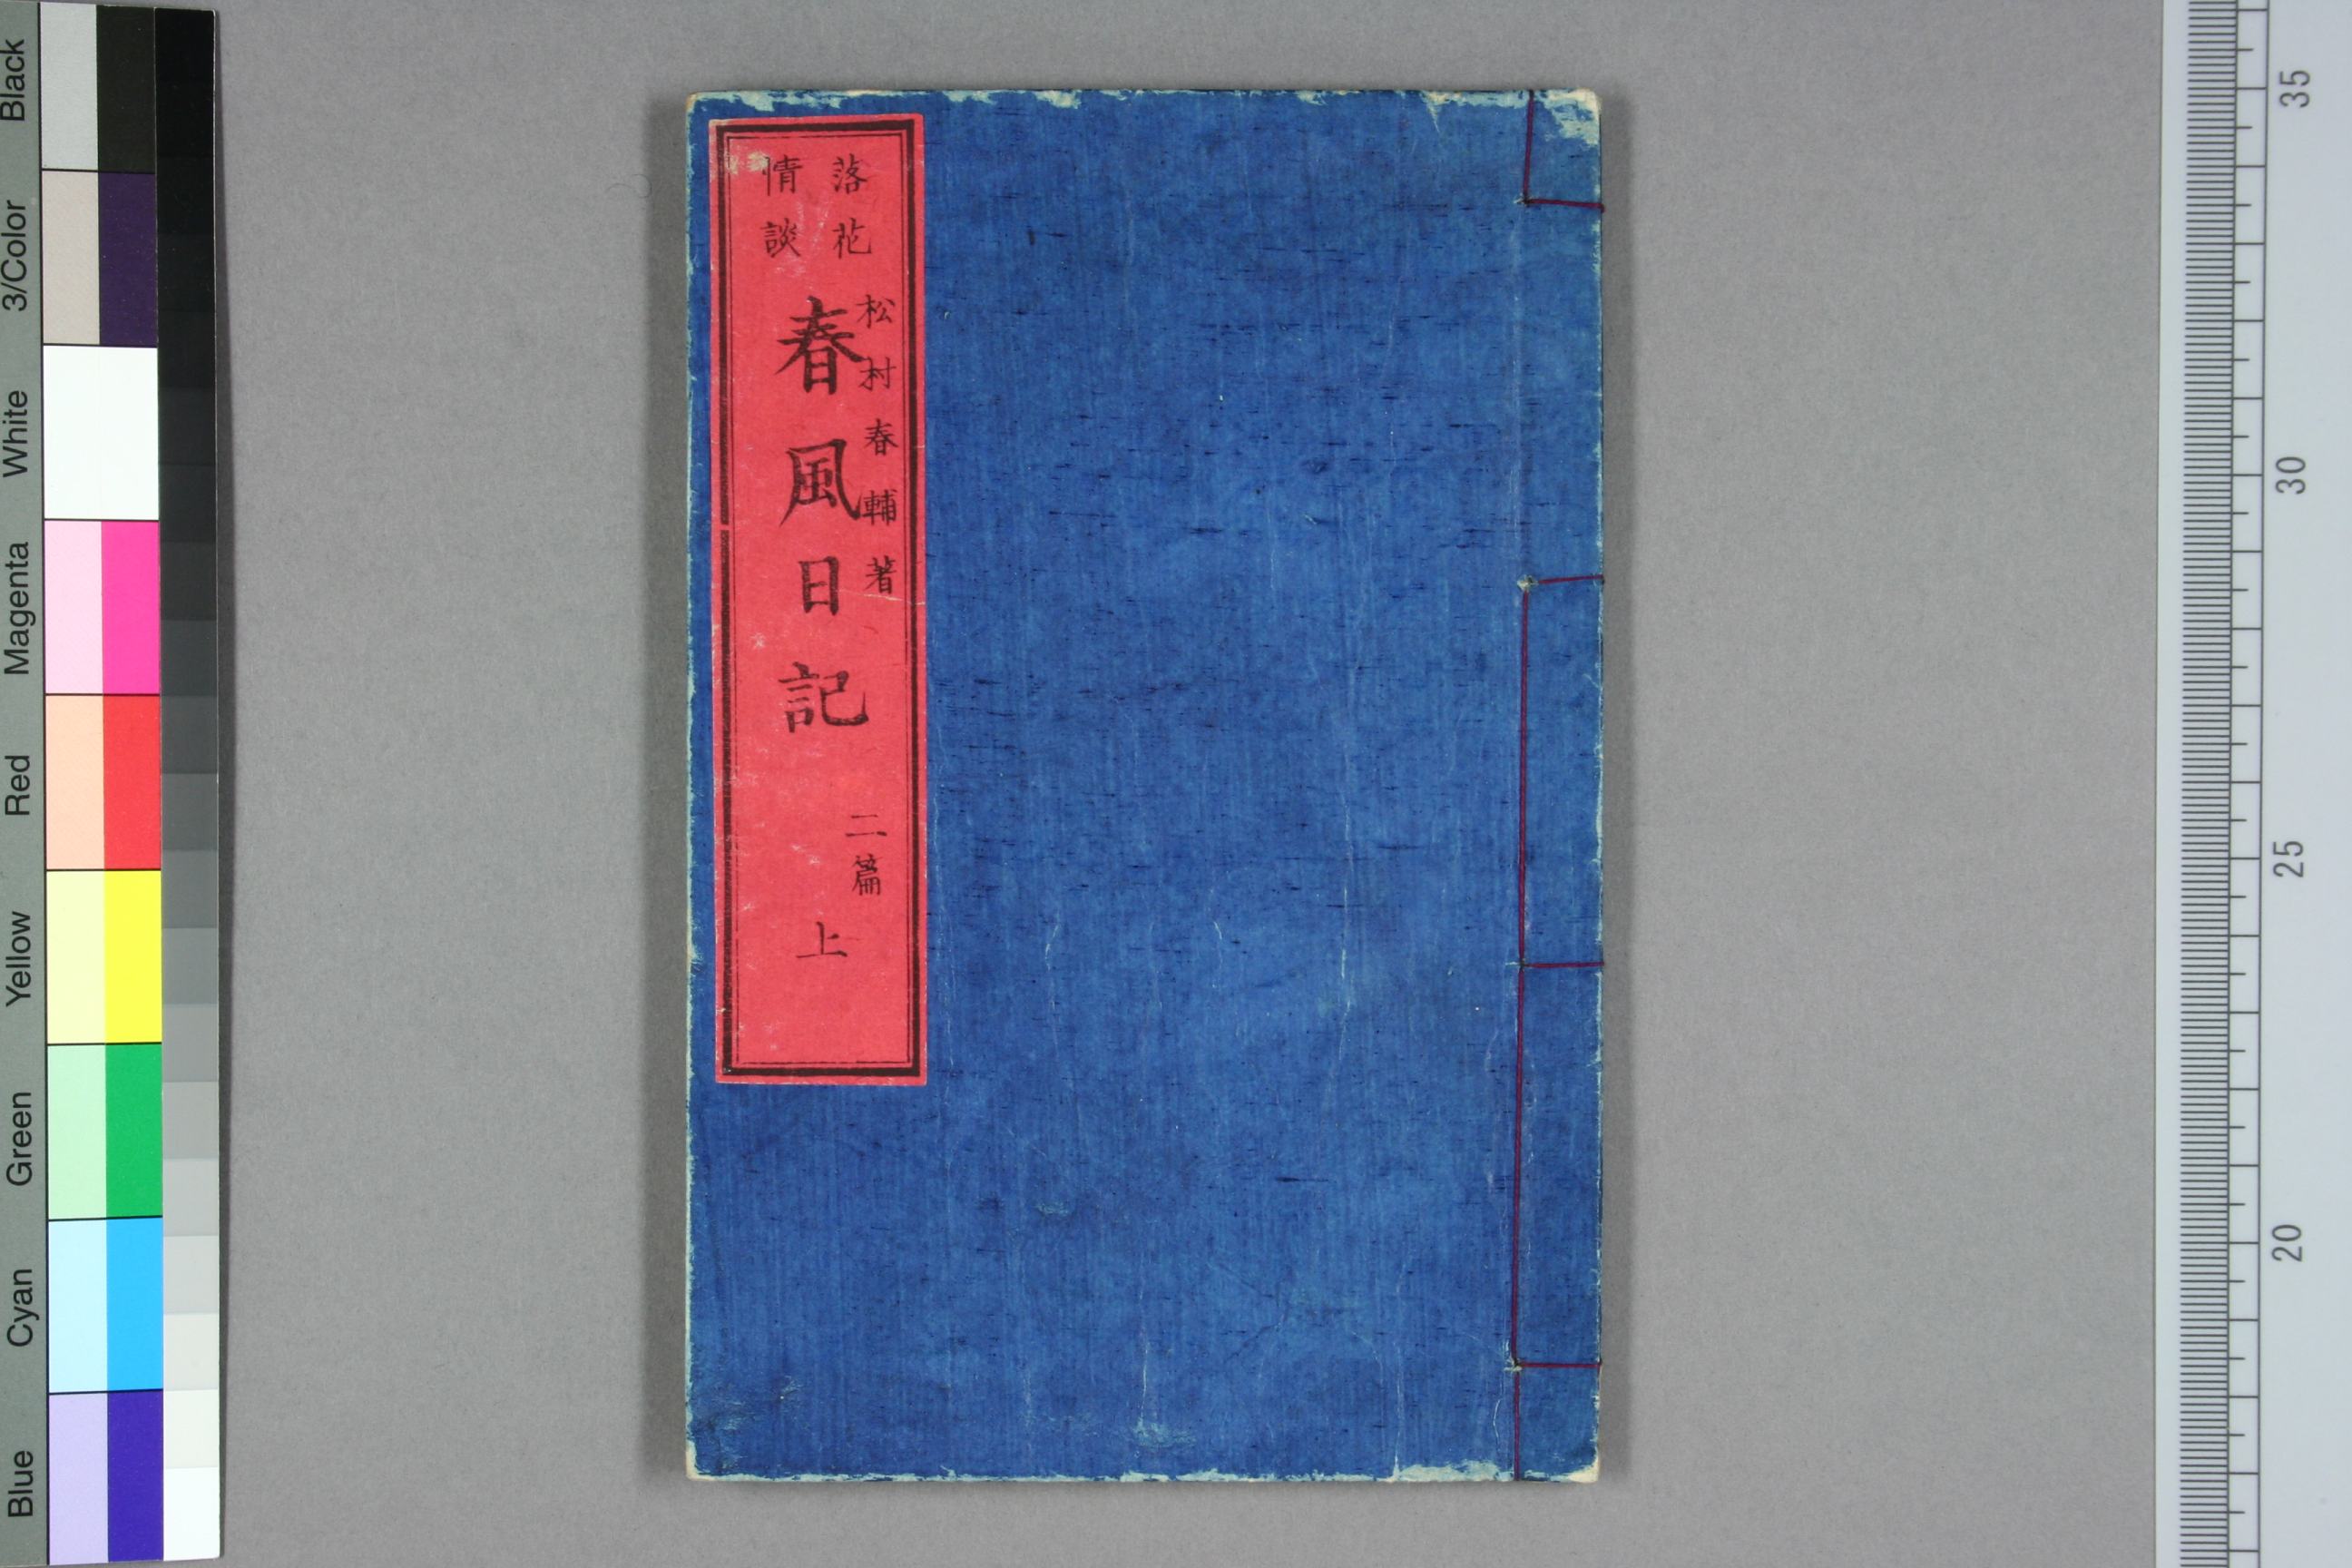 落花
情談
松村春輔著
春風日記
二篇
上
Black
3/Color
White
Magenta
Red
Yellow
Green
Cyan
Blue
35
30
25
20